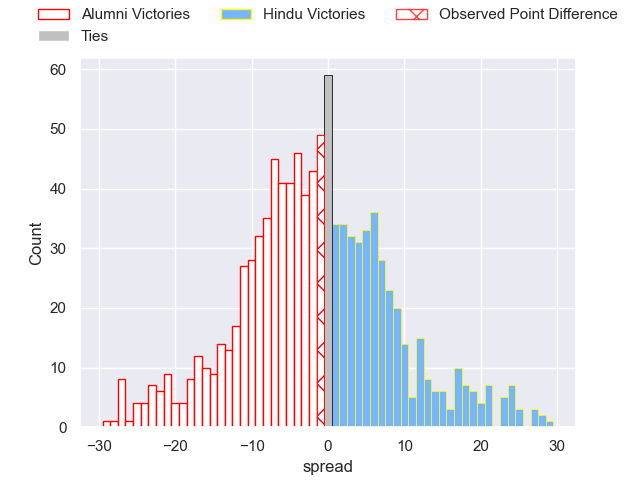 Alumni Victories Hindu Victories Observed Point Difference
Ties
60
50
40
30
20
10
0
Count
−30 −20 −10 0 10 20 30
spread